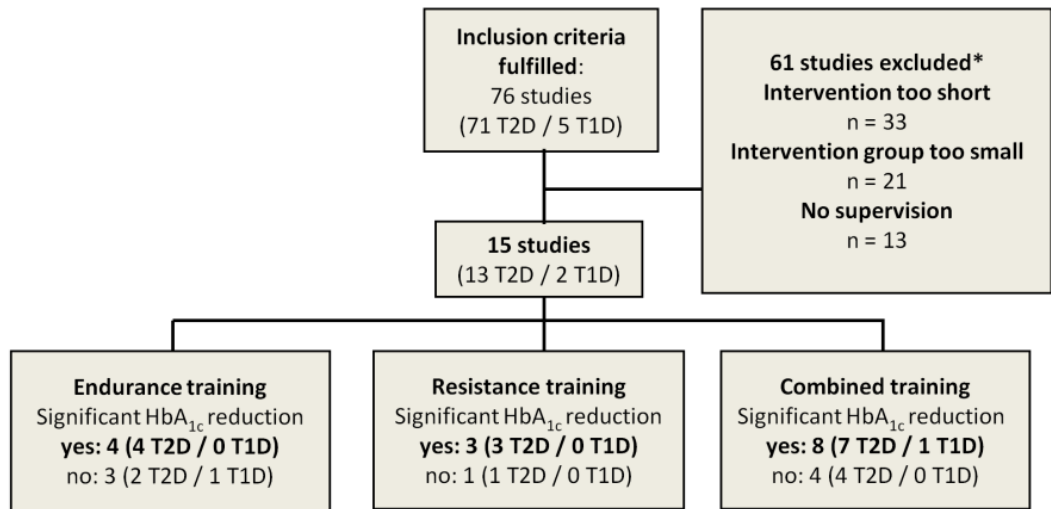 Inclusion criteria
fulfilled:
76 studies
(71 T2D / 5 T1D)
61 studies excluded*
Intervention too short
n = 33
Intervention group too small
n = 21
No supervision
n = 13
15 studies
(13 T2D / 2 T1D)
Endurance training
Significant HbA1c reduction
yes: 4 (4 T2D / 0 T1D)
no: 3 (2 T2D / 1 T1D)
Resistance training
Significant HbA1c reduction
yes: 3 (3 T2D / 0 T1D)
no: 1 (1 T2D / 0 T1D)
Combined training
Significant HbA1c reduction
yes: 8 (7 T2D / 1 T1D)
no: 4 (4 T2D / 0 T1D)